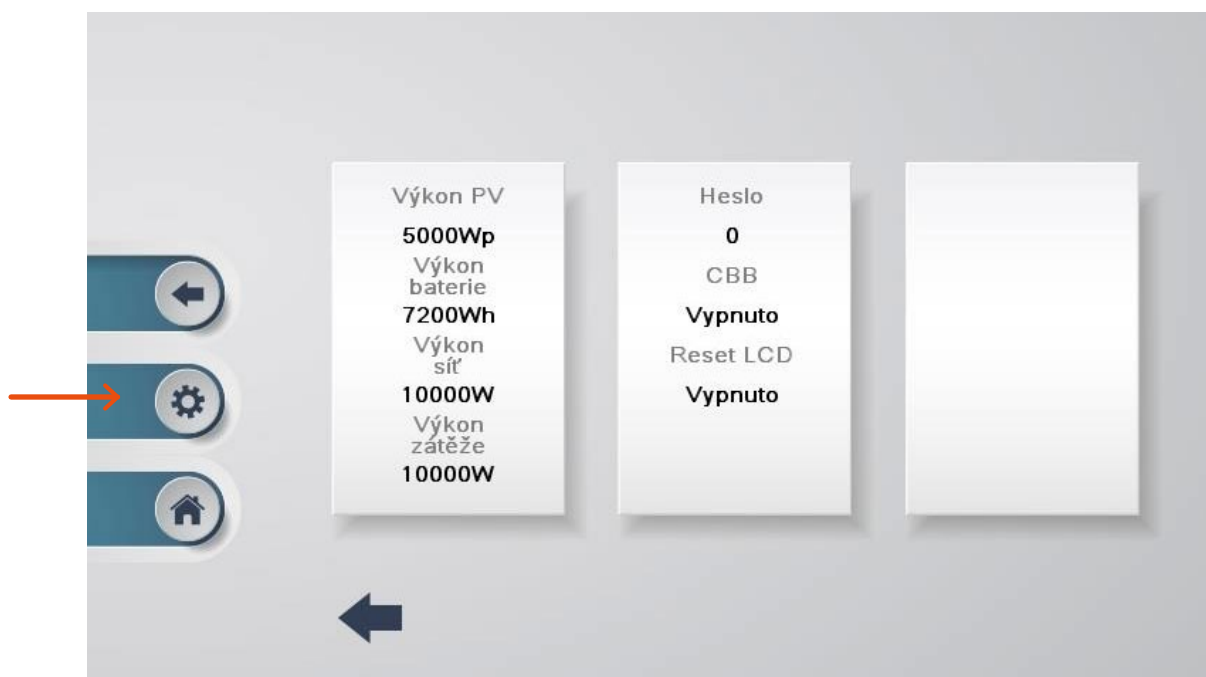 Výkon PV
5000Wp
Výkon
baterie
7200Wh
Výkon
síť
10000W
Výkon
zátěže
10000W
Heslo
0
CBB
Vypnuto
Reset LCD
Vypnuto